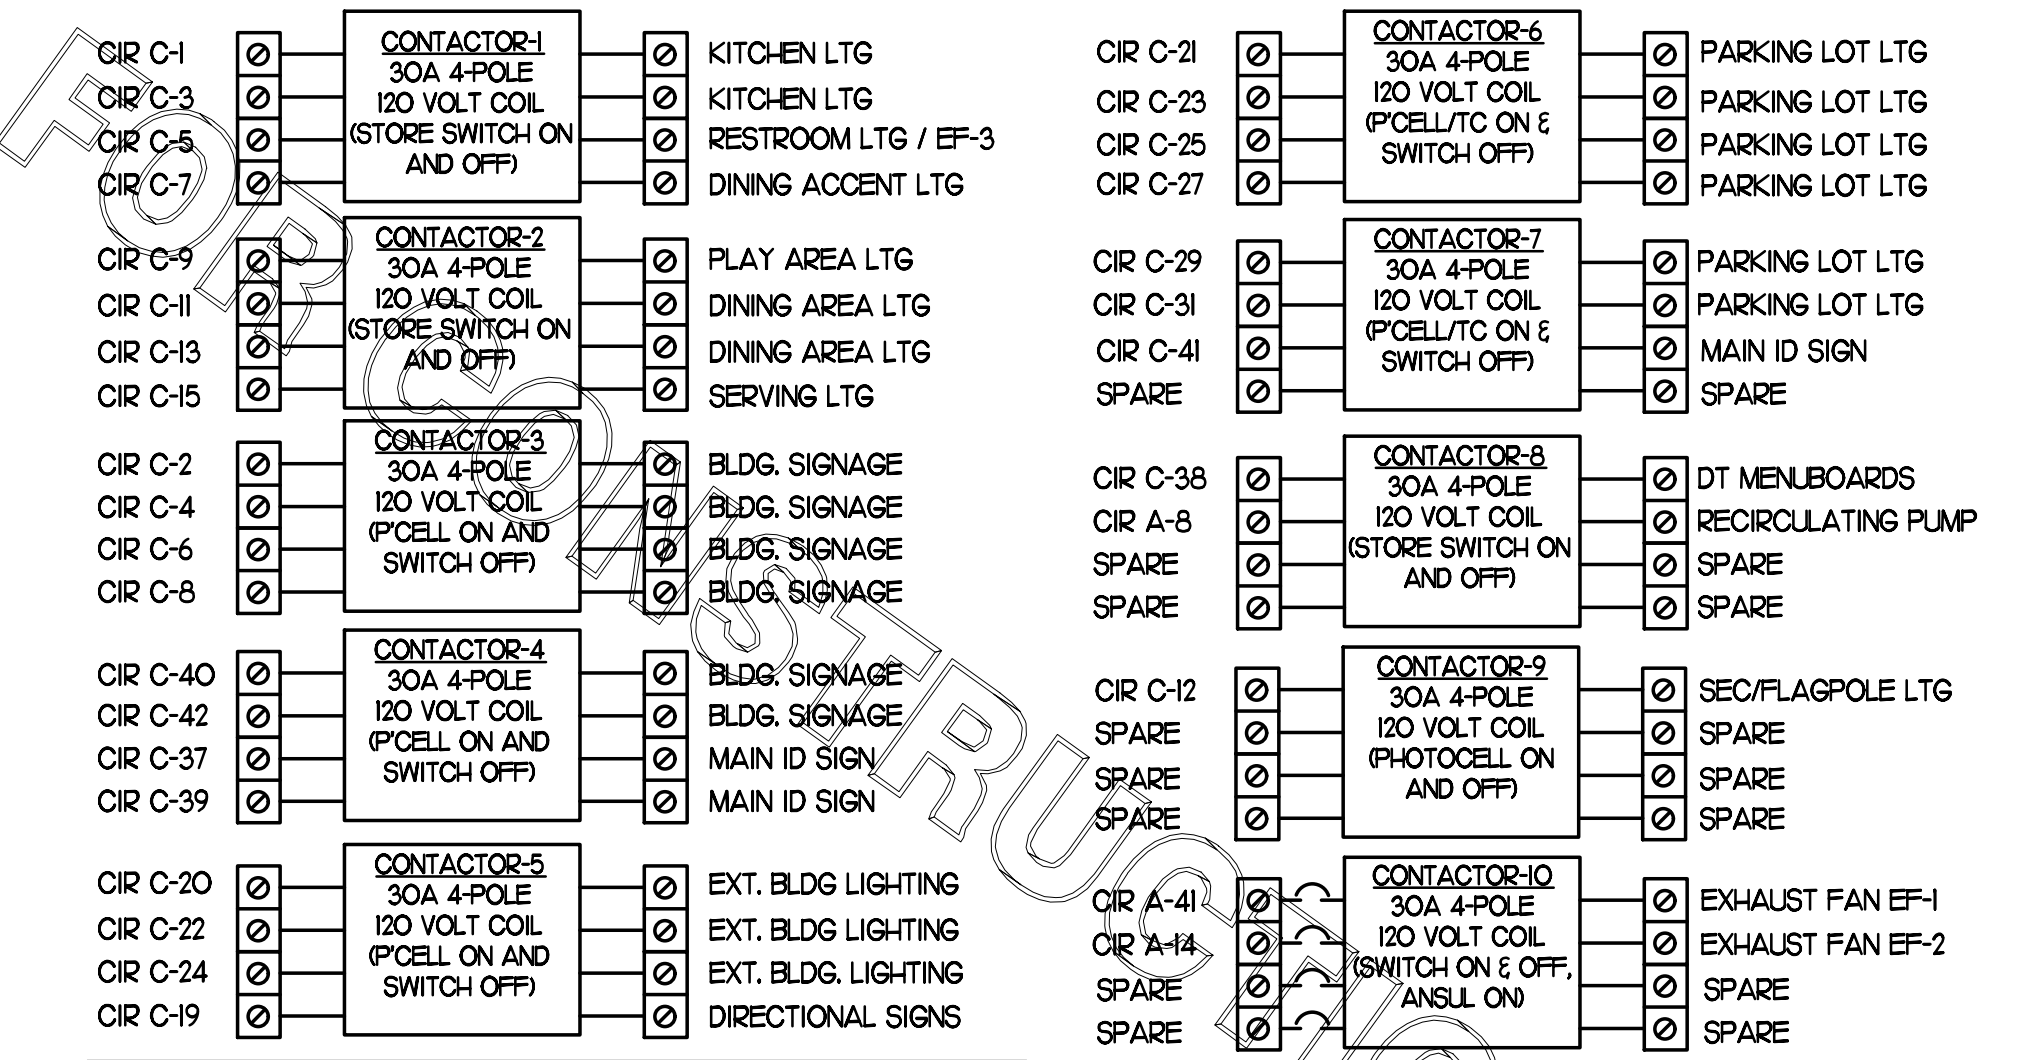 CIR C-1
CIR C-3
CIR C-5
CIR C-7
CONTACTOR-1
30A 4-POLE
120 VOLT COIL
(STORE SWITCH ON
AND OFF)
KITCHEN LTG
KITCHEN LTG
RESTROOM LTG / EF-3
DINING ACCENT LTG
CIR C-9
CIR C-11
CIR C-13
CIR C-15
CONTACTOR-2
30A 4-POLE
120 VOLT COIL
(STORE SWITCH ON
AND OFF)
PLAY AREA LTG
DINING AREA LTG
DINING AREA LTG
SERVING LTG
CIR C-2
CIR C-4
CIR C-6
CIR C-8
CONTACTOR-3
30A 4-POLE
120 VOLT COIL
(P'CELL ON AND
SWITCH OFF)
BLDG. SIGNAGE
BLDG. SIGNAGE
BLDG. SIGNAGE
BLDG. SIGNAGE
CIR C-40
CIR C-42
CIR C-37
CIR C-39
CONTACTOR-4
30A 4-POLE
120 VOLT COIL
(P'CELL ON AND
SWITCH OFF)
BLDG. SIGNAGE
BLDG. SIGNAGE
MAIN ID SIGN
MAIN ID SIGN
CIR C-20
CIR C-22
CIR C-24
CIR C-19
CONTACTOR-5
30A 4-POLE
120 VOLT COIL
(P'CELL ON AND
SWITCH OFF)
EXT. BLDG LIGHTING
EXT. BLDG LIGHTING
EXT. BLDG. LIGHTING
DIRECTIONAL SIGNS
CIR C-21
CIR C-23
CIR C-25
CIR C-27
CONTACTOR-6
30A 4-POLE
120 VOLT COIL
(P'CELL/TC ON &
SWITCH OFF)
PARKING LOT LTG
PARKING LOT LTG
PARKING LOT LTG
PARKING LOT LTG
CIR C-29
CIR C-31
CIR C-41
SPARE
CONTACTOR-7
30A 4-POLE
120 VOLT COIL
(P'CELL/TC ON &
SWITCH OFF)
PARKING LOT LTG
PARKING LOT LTG
MAIN ID SIGN
SPARE
CIR C-38
CIR A-8
SPARE
SPARE
CONTACTOR-8
30A 4-POLE
120 VOLT COIL
(STORE SWITCH ON
AND OFF)
DT MENUBOARDS
RECIRCULATING PUMP
SPARE
SPARE
CIR C-12
SPARE
SPARE
SPARE
CONTACTOR-9
30A 4-POLE
120 VOLT COIL
(PHOTOCELL ON
AND OFF)
SEC/FLAGPOLE LTG
SPARE
SPARE
SPARE
CIR A-41
CIR A-14
SPARE
SPARE
CONTACTOR-10
30A 4-POLE
120 VOLT COIL
(SWITCH ON & OFF,
ANSUL ON)
EXHAUST FAN EF-1
EXHAUST FAN EF-2
SPARE
SPARE
FOR CONSTRUCTIO